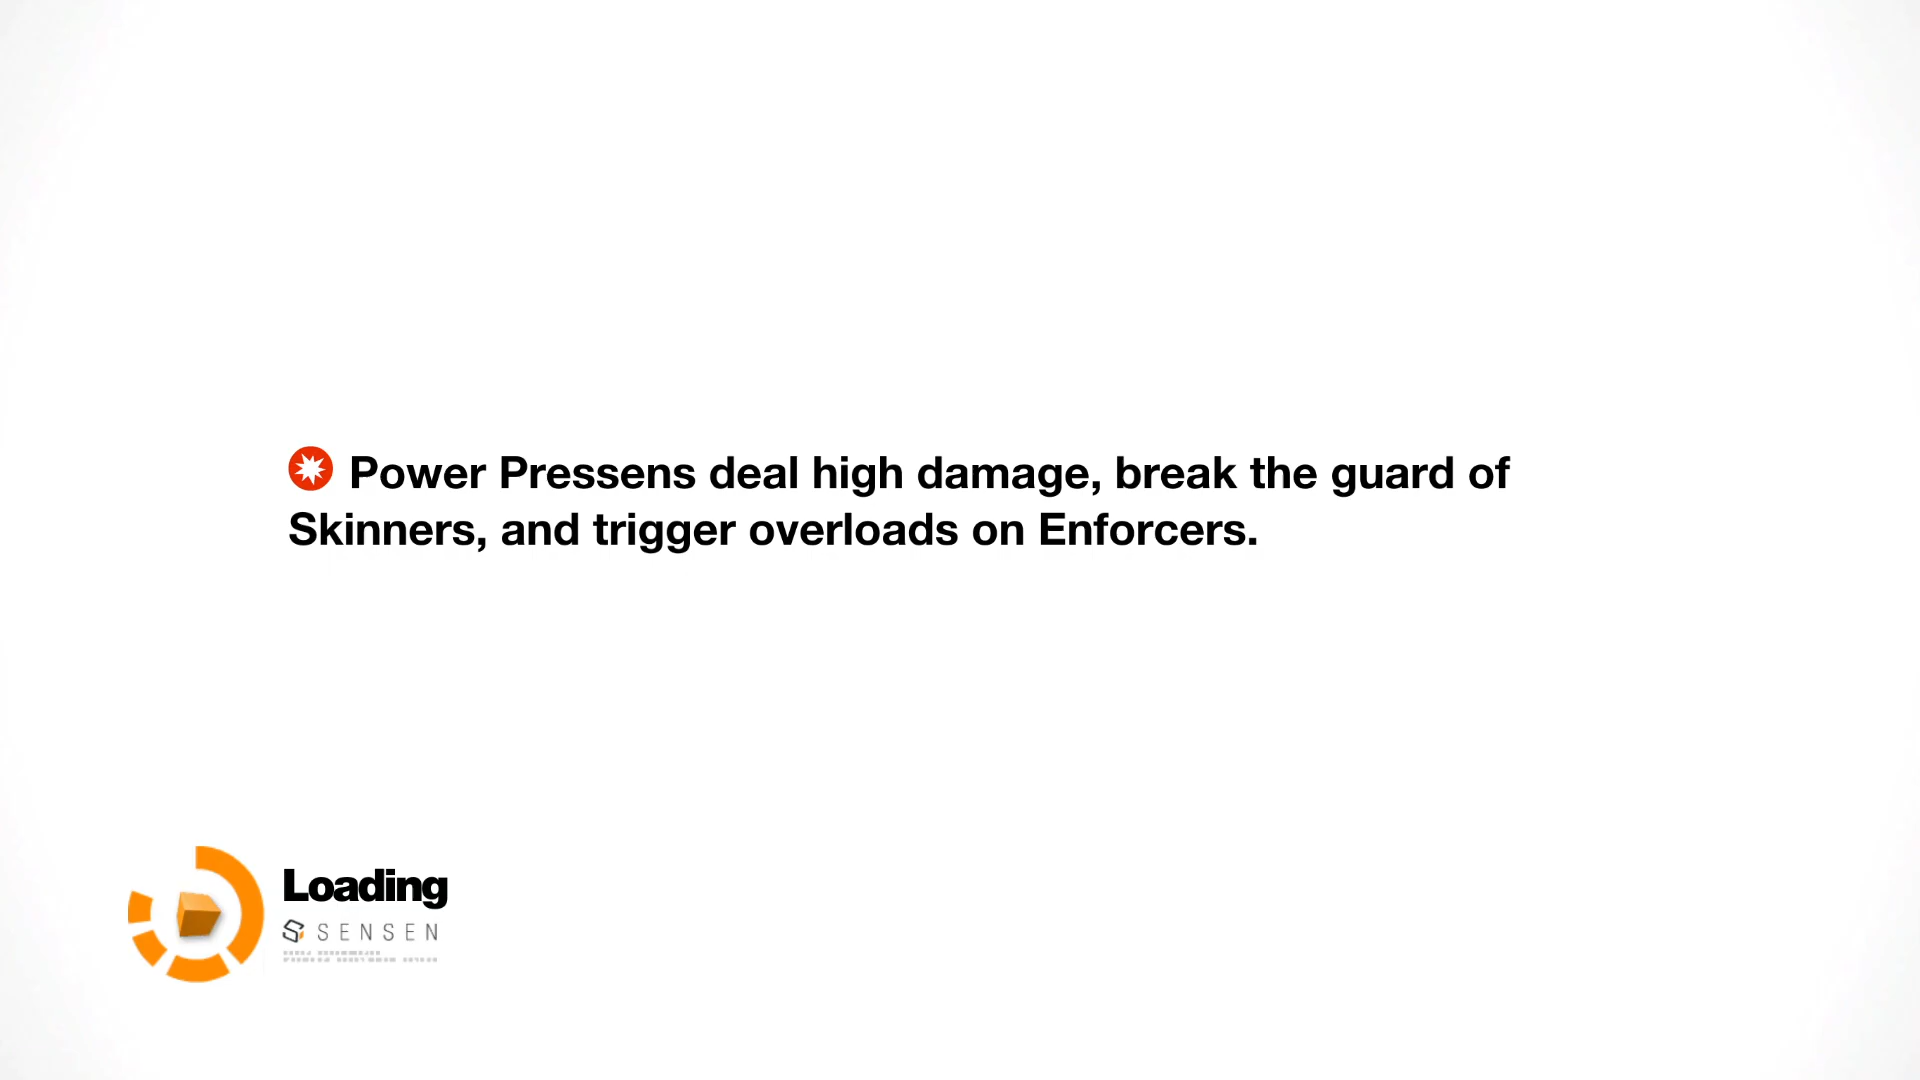 Power Pressens deal high damage, break the guard of
Skinners, and trigger overloads on Enforcers.
Loading
SENSEN